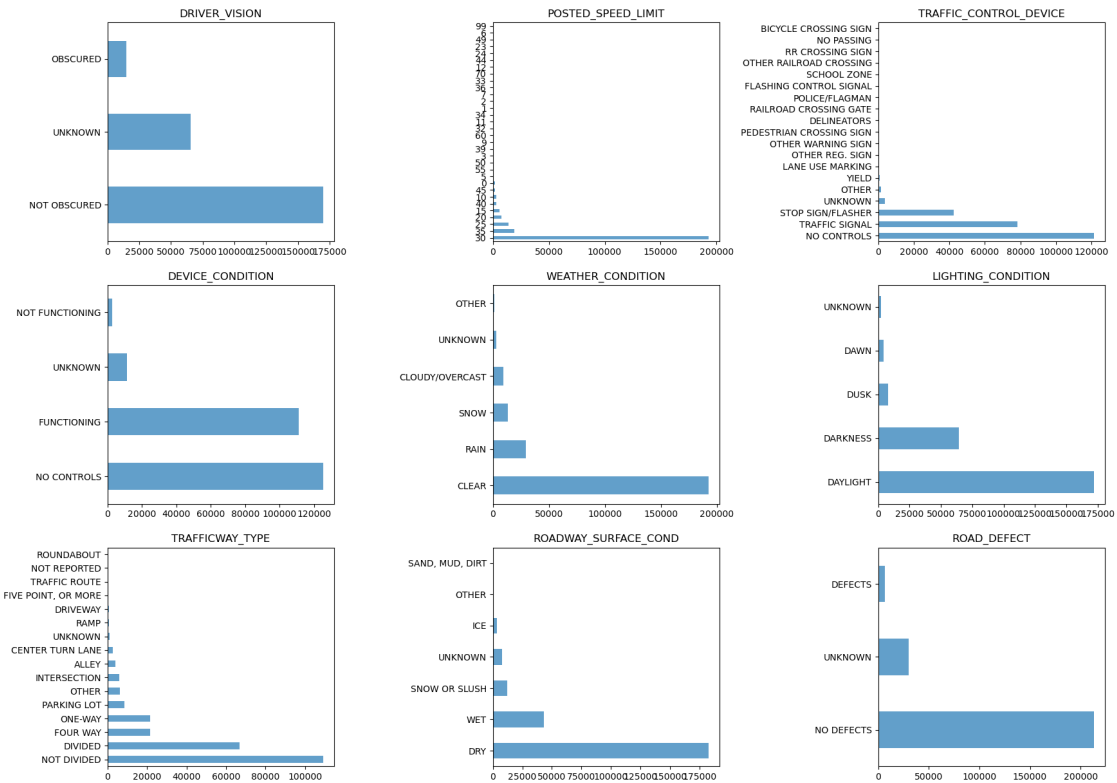 DRIVER_VISION
OBSCURED
UNKNOWN
NOT OBSCURED
0 25000 50000 75000 100000 125000 150000 175000
POSTED_SPEED_LIMIT
99
6
49
23
24
44
12
70
33
36
7
2
1
34
11
32
60
9
39
3
50
55
5
0
45
10
40
15
20
25
35
30
0 50000 100000 150000 200000
TRAFFIC_CONTROL_DEVICE
BICYCLE CROSSING SIGN
NO PASSING
RR CROSSING SIGN
OTHER RAILROAD CROSSING
SCHOOL ZONE
FLASHING CONTROL SIGNAL
POLICE/FLAGMAN
RAILROAD CROSSING GATE
DELINEATORS
PEDESTRIAN CROSSING SIGN
OTHER WARNING SIGN
OTHER REG. SIGN
LANE USE MARKING
YIELD
OTHER
UNKNOWN
STOP SIGN/FLASHER
TRAFFIC SIGNAL
NO CONTROLS
0 20000 40000 60000 80000 100000 120000
DEVICE_CONDITION
NOT FUNCTIONING
UNKNOWN
FUNCTIONING
NO CONTROLS
0 20000 40000 60000 80000 100000 120000
WEATHER_CONDITION
OTHER
UNKNOWN
CLOUDY/OVERCAST
SNOW
RAIN
CLEAR
0 50000 100000 150000 200000
LIGHTING_CONDITION
UNKNOWN
DAWN
DUSK
DARKNESS
DAYLIGHT
0 25000 50000 75000 100000 125000 150000 175000
TRAFFICWAY_TYPE
ROUNDABOUT
NOT REPORTED
TRAFFIC ROUTE
FIVE POINT, OR MORE
DRIVEWAY
RAMP
UNKNOWN
CENTER TURN LANE
ALLEY
INTERSECTION
OTHER
PARKING LOT
ONE-WAY
FOUR WAY
DIVIDED
NOT DIVIDED
0 20000 40000 60000 80000 100000
ROADWAY_SURFACE_COND
SAND, MUD, DIRT
OTHER
ICE
UNKNOWN
SNOW OR SLUSH
WET
DRY
0 25000 50000 75000 100000 125000 150000 175000
ROAD_DEFECT
DEFECTS
UNKNOWN
NO DEFECTS
0 50000 100000 150000 200000